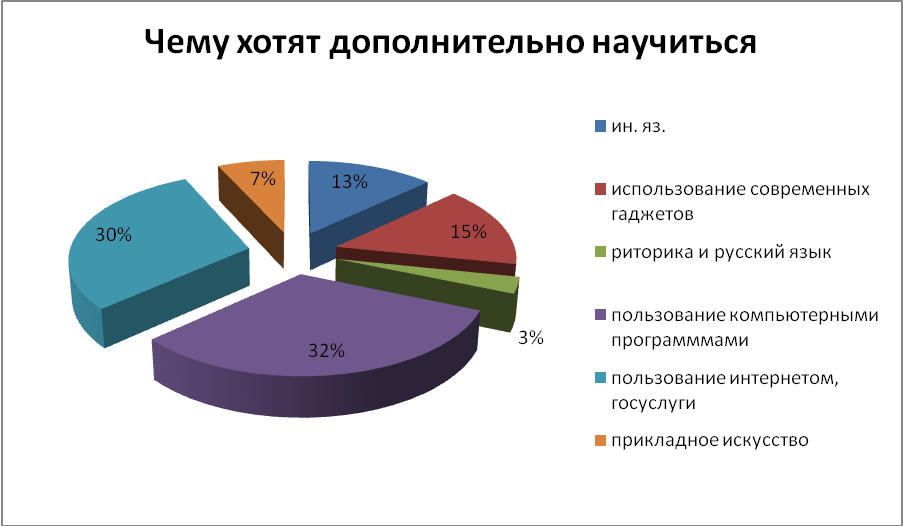 Чему хотят дополнительно научиться
7%
13%
15%
30%
3%
32%
ин. яз.
использование современных
гаджетов
риторика и русский язык
пользование компьютерными
программмами
пользование интернетом,
госуслуги
прикладное искусство